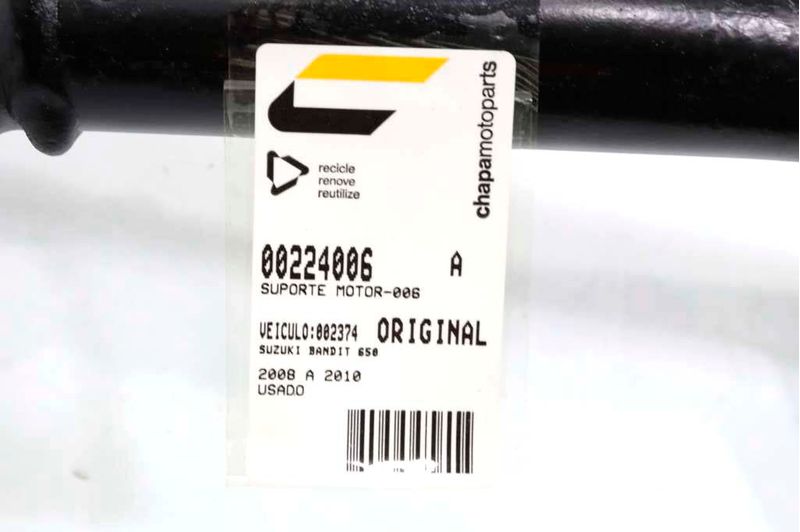 chapamotoparts
recicle
renove
reutilize
00224006 A
SUPORTE MOTOR-006
VEICULO:002374 ORIGINAL
SUZUKI BANDIT 650
2008 A 2010
USADO